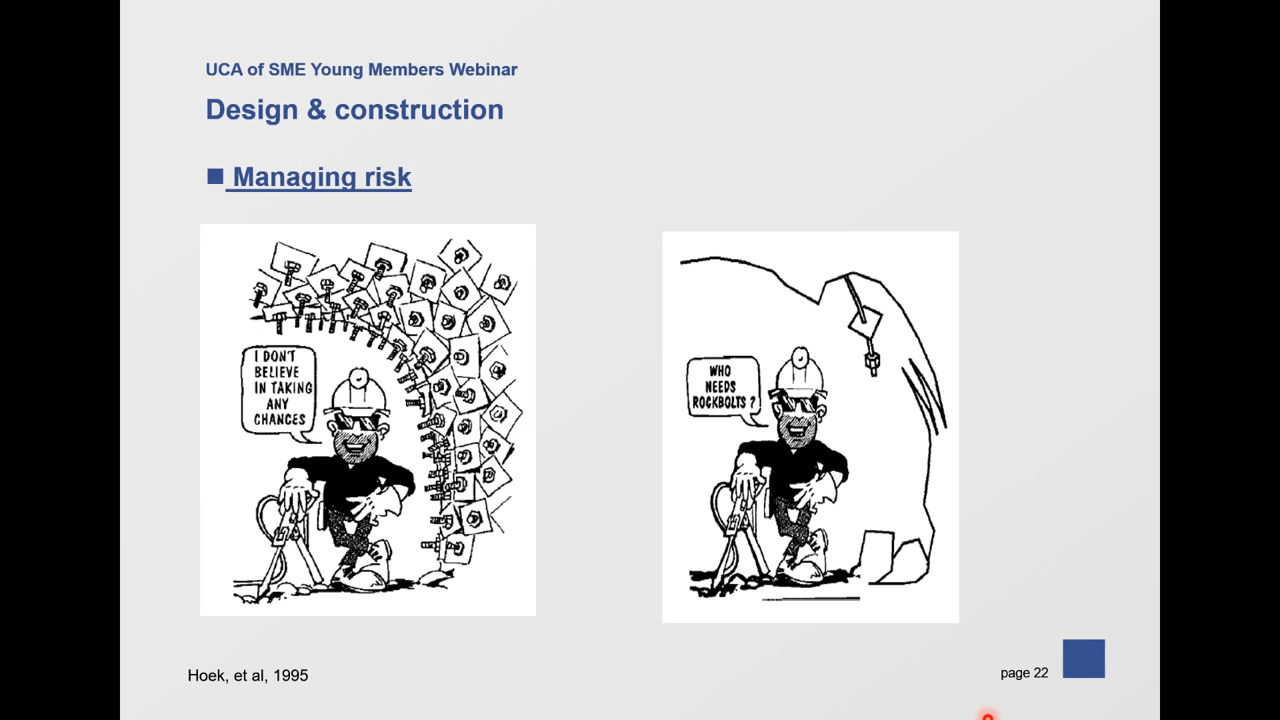 UCA of SME Young Members Webinar
Design & construction
Managing risk
I DON'T
BELIEVE
IN TAKING
ANY
CHANCES
WHO
NEEDS
ROCKBOLTS ?
Hoek, et al, 1995
page 22